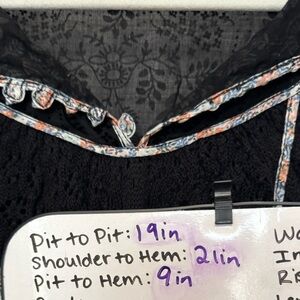 Pit to Pit: 19in
Shoulder to Hem: 21in
Pit to Hem: 9in